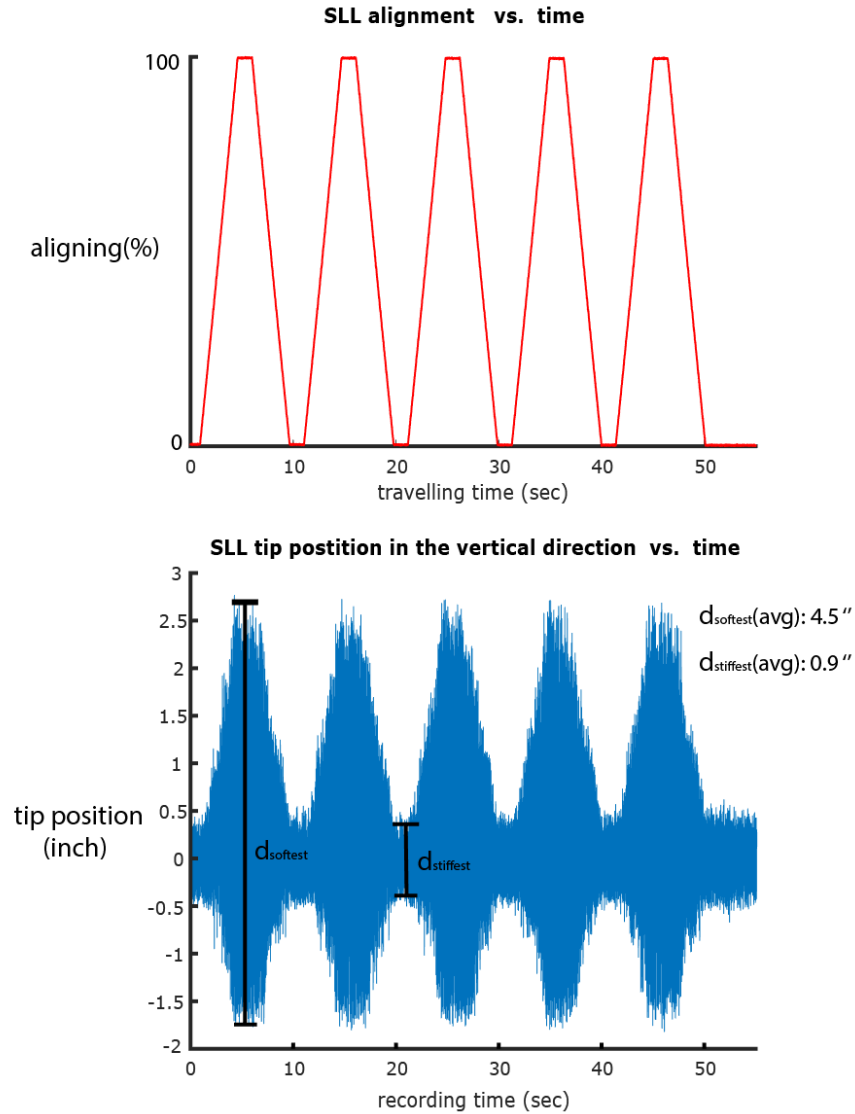 SLL alignment vs. time
100
aligning(%)
0
0 10 20 30 40 50
travelling time (sec)
SLL tip postition in the vertical direction vs. time
3
2.5
2
1.5
1
0.5
0
-0.5
-1
-1.5
-2
dsoftest(avg): 4.5″
dstiffest(avg): 0.9″
tip position
(inch)
dsoftest
dstiffest
0 10 20 30 40 50
recording time (sec)